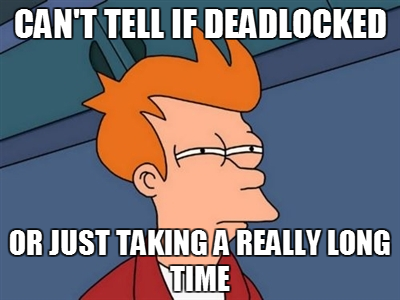 CAN'T TELL IF DEADLOCKED
OR JUST TAKING A REALLY LONG
TIME